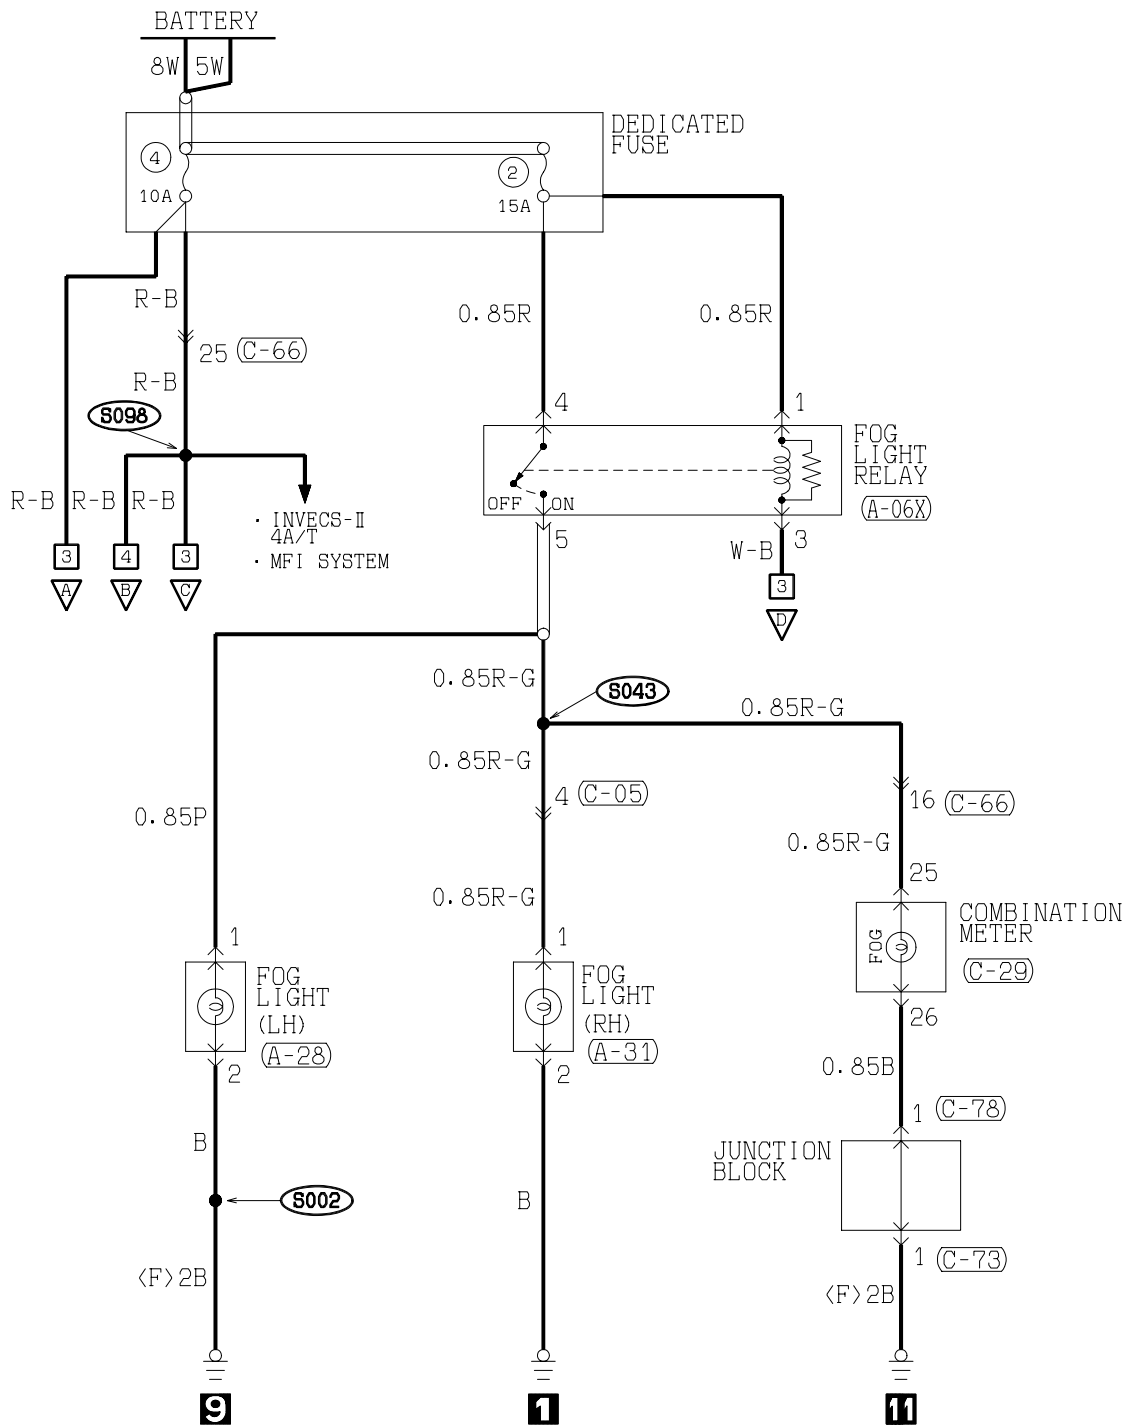 BATTERY
8W 5W
DEDICATED
FUSE
4
2
10A
15A
R-B
0.85R
0.85R
25 (C-66)
R-B
4
1
S098
FOG
LIGHT
RELAY
(A-06X)
R-B
R-B
R-B
OFF ON
· INVECS-II
4A/T
· MFI SYSTEM
5
W-B
3
3
4
3
3
A
B
C
D
0.85R-G
S043
0.85R-G
0.85R-G
4 (C-05)
16 (C-66)
0.85P
0.85R-G
25
0.85R-G
COMBINATION
METER
FOG
(C-29)
1
1
FOG
LIGHT
(LH)
(A-28)
FOG
LIGHT
(RH)
(A-31)
26
2
2
0.85B
1 (C-78)
B
JUNCTION
BLOCK
S002
B
1 (C-73)
<F>2B
<F>2B
9
1
11